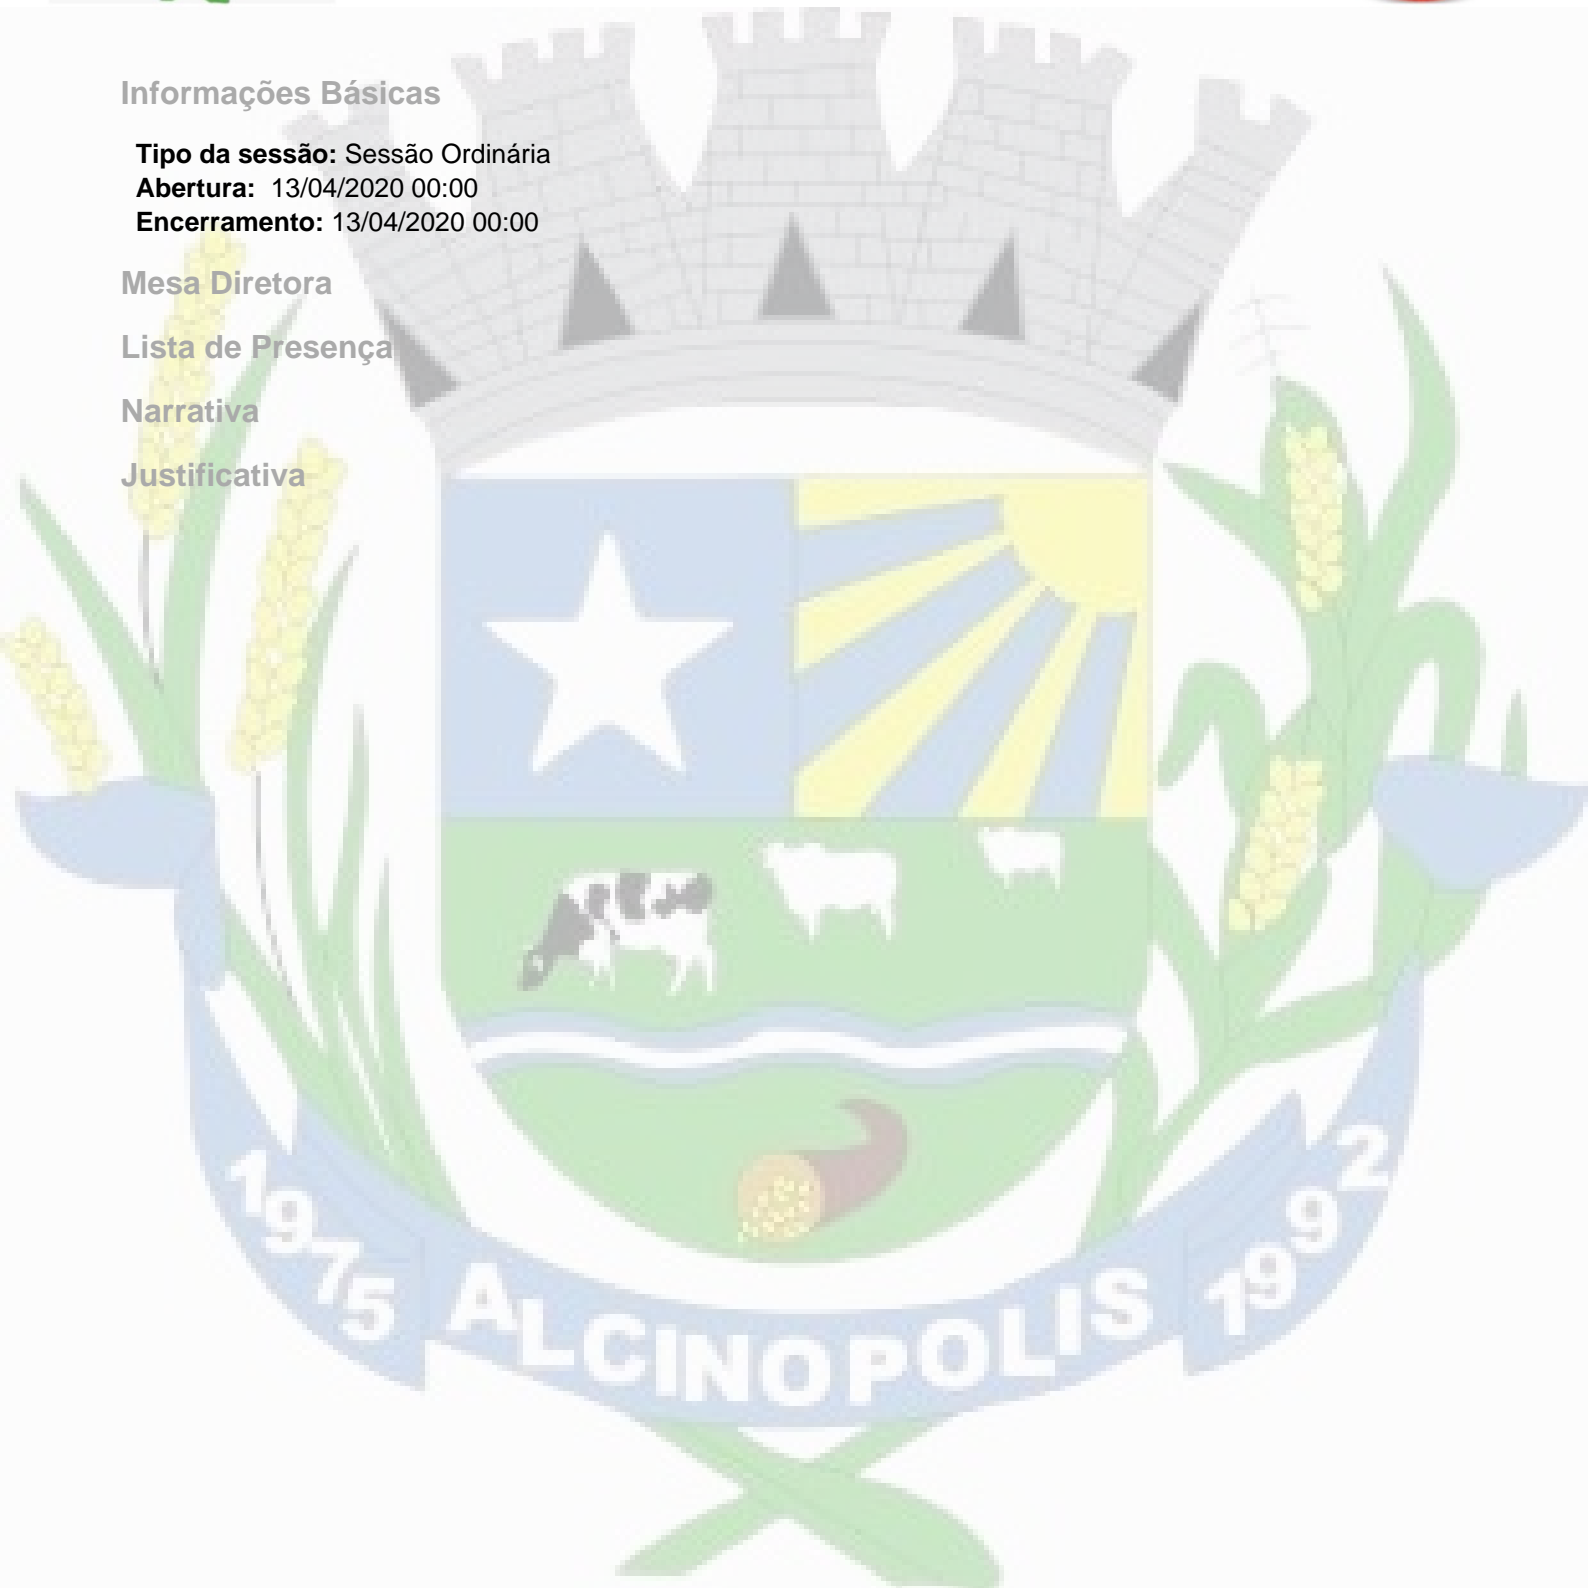 Informações Básicas
Tipo da sessão: Sessão Ordinária
Abertura: 13/04/2020 00:00
Encerramento: 13/04/2020 00:00
Mesa Diretora
Lista de Presença
Narrativa
Justificativa
1975 ALCINOPOLIS 1992